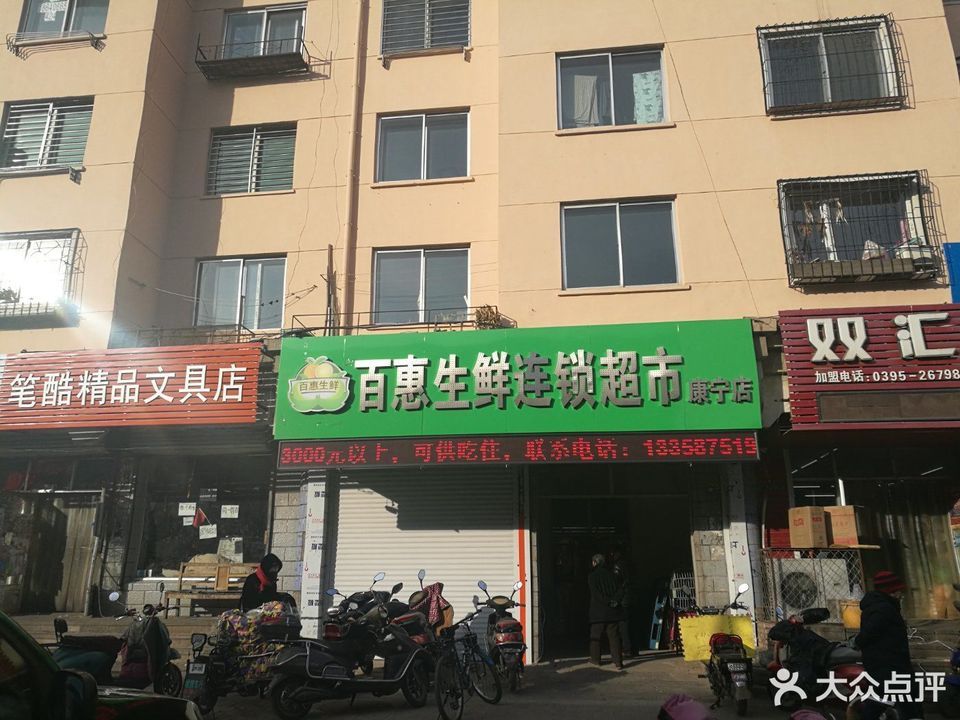 笔酷精品文具店
百惠生鲜
百惠生鲜连锁超市 康宁店
3000元以上，可供吃住，联系电话：133587519
双汇
加盟电话：0395-26798
大众点评